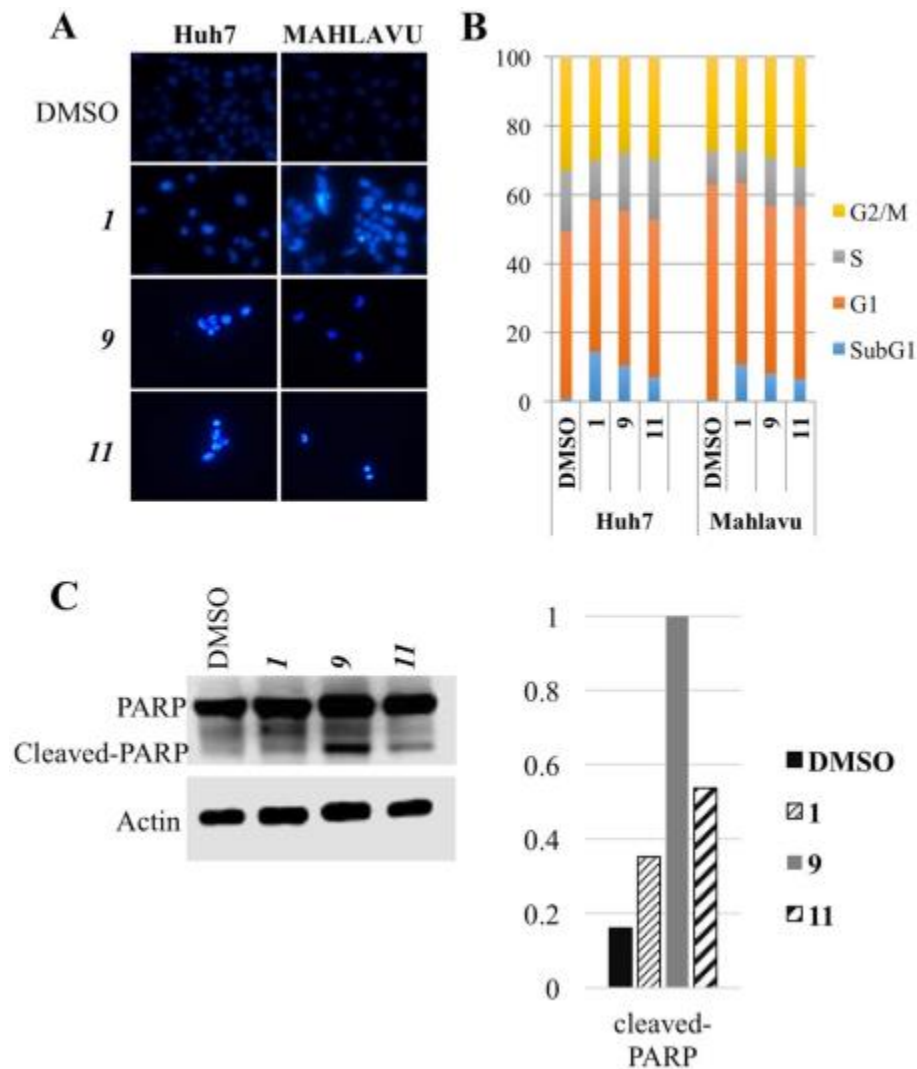 A
Huh7 MAHLAVU
DMSO
1
9
11
B
100
80
60
40
20
0
G2/M
S
G1
SubG1
DMSO 1 9 11 DMSO 1 9 11
Huh7 Mahlavu
C
DMSO 1 9 11
PARP
Cleaved-PARP
Actin
1
0.8
0.6
0.4
0.2
0
cleaved-
PARP
DMSO
1
9
11